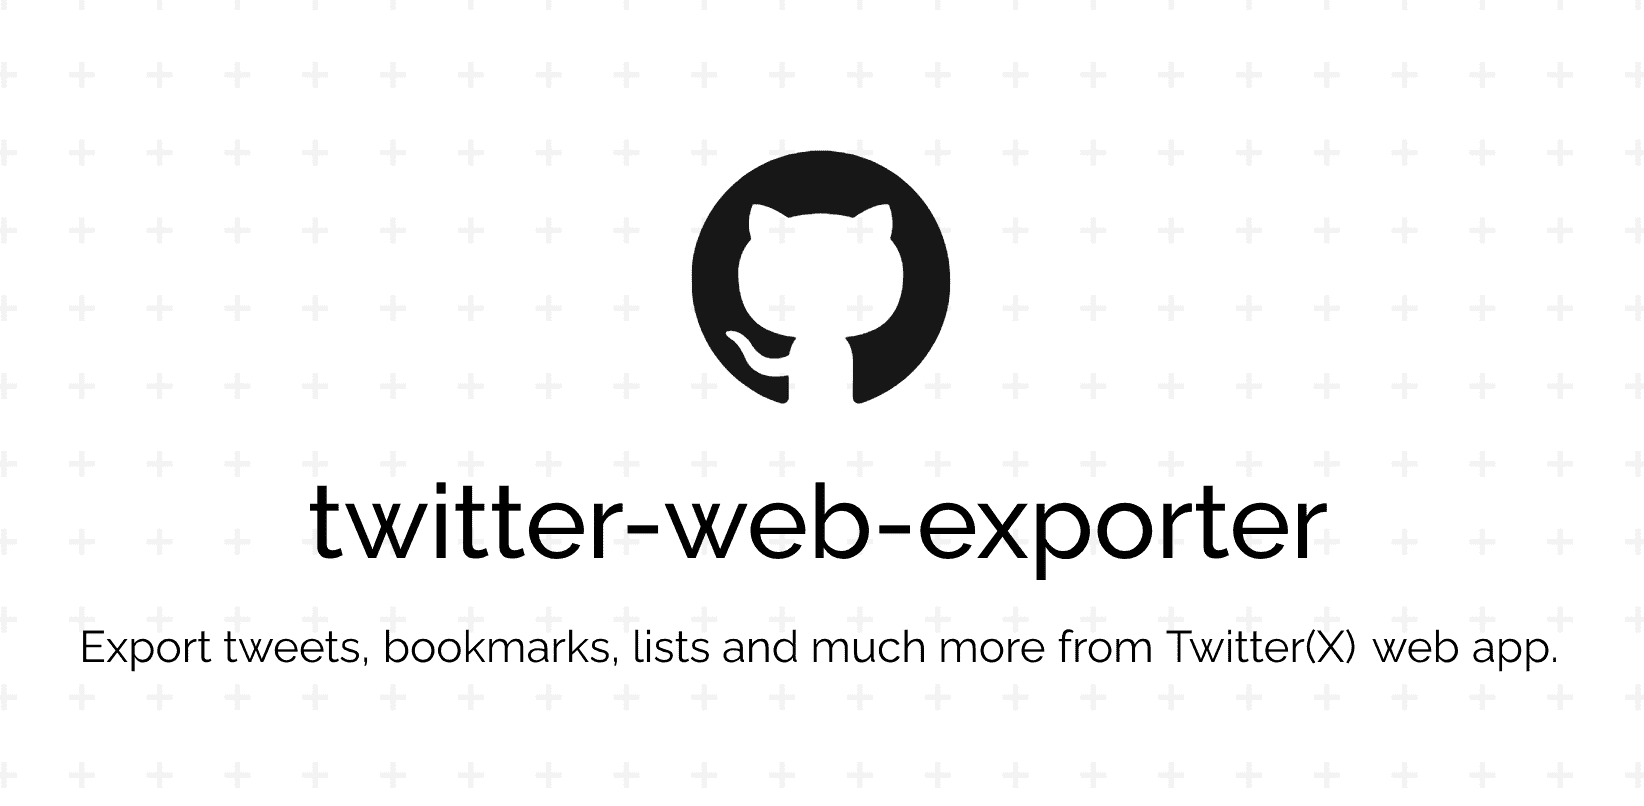 twitter-web-exporter
Export tweets, bookmarks, lists and much more from Twitter(X) web app.